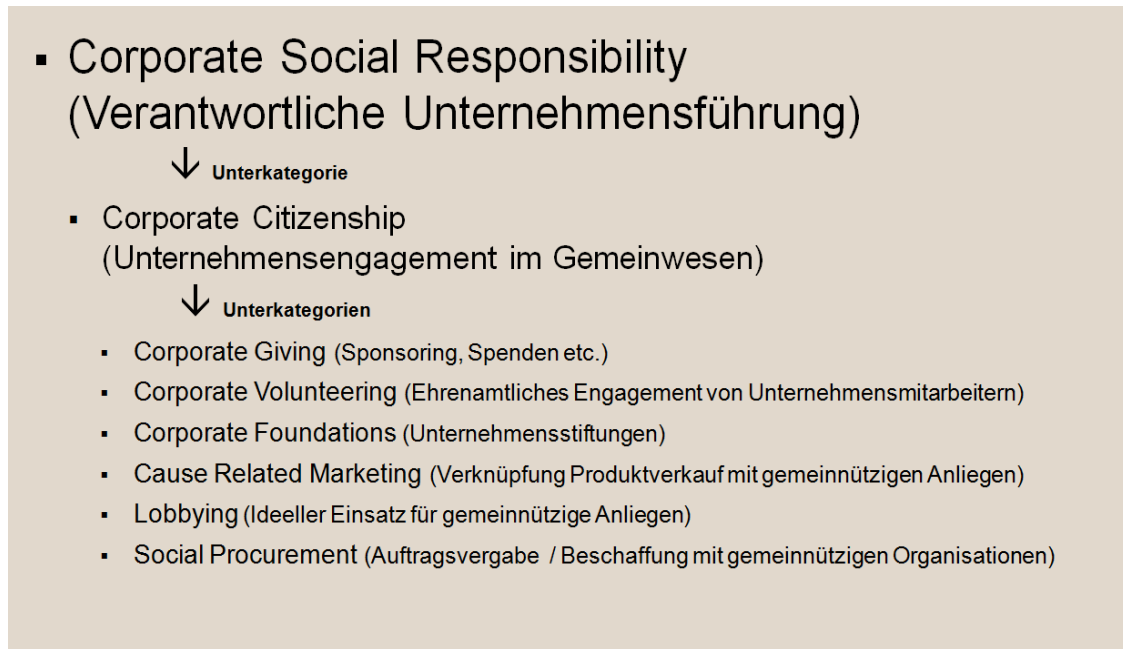 ▪ Corporate Social Responsibility
(Verantwortliche Unternehmensführung)
↓ Unterkategorie
▪ Corporate Citizenship
(Unternehmensengagement im Gemeinwesen)
↓ Unterkategorien
▪ Corporate Giving (Sponsoring, Spenden etc.)
▪ Corporate Volunteering (Ehrenamtliches Engagement von Unternehmensmitarbeitern)
▪ Corporate Foundations (Unternehmensstiftungen)
▪ Cause Related Marketing (Verknüpfung Produktverkauf mit gemeinnützigen Anliegen)
▪ Lobbying (Ideeller Einsatz für gemeinnützige Anliegen)
▪ Social Procurement (Auftragsvergabe / Beschaffung mit gemeinnützigen Organisationen)